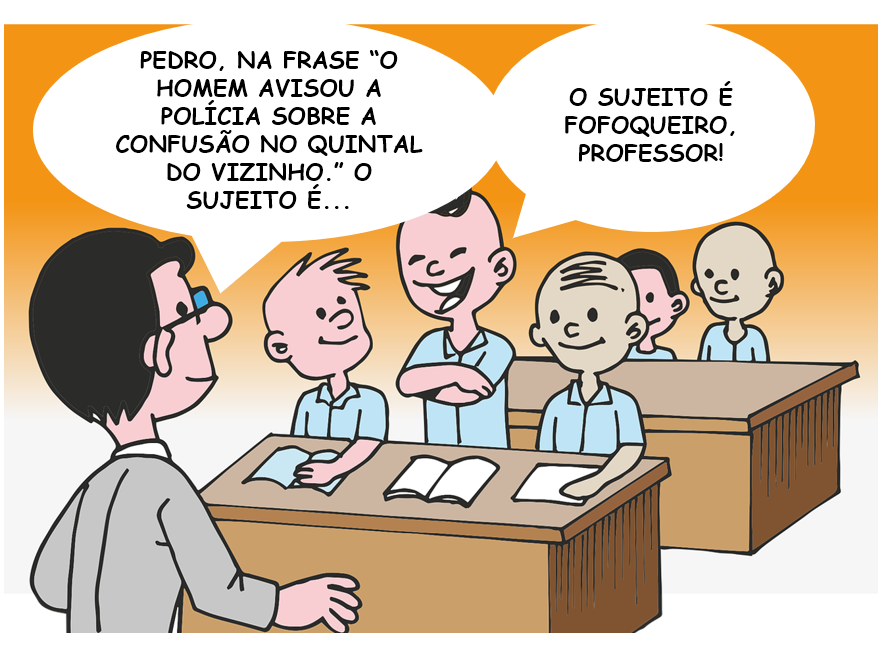 PEDRO, NA FRASE “O
HOMEM AVISOU A
POLÍCIA SOBRE A
CONFUSÃO NO QUINTAL
DO VIZINHO.” O
SUJEITO É...
O SUJEITO É
FOFOQUEIRO,
PROFESSOR!